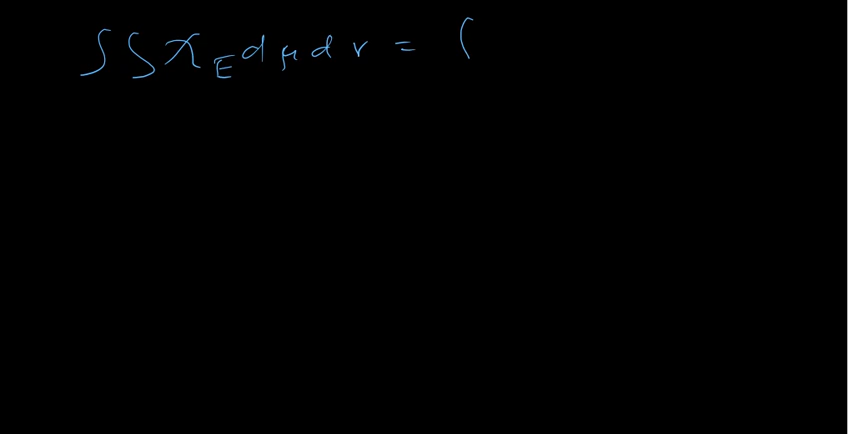 ∫∫χ_E dμ dν = (